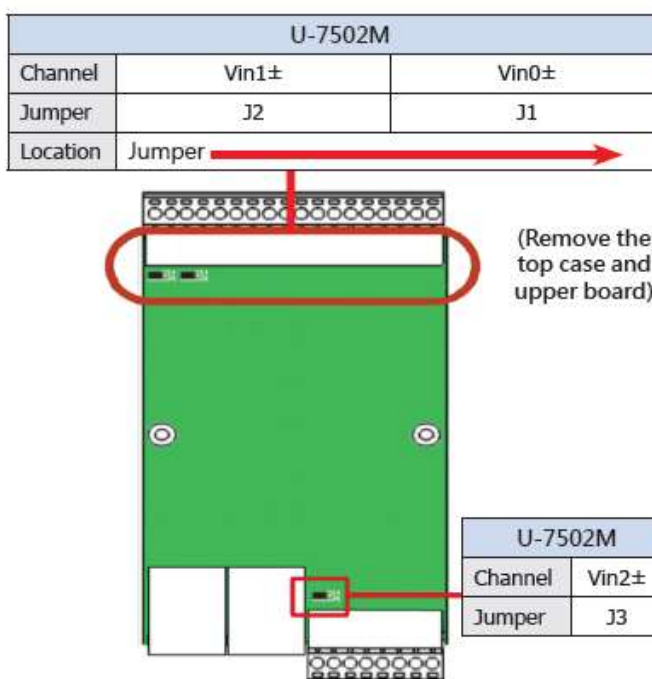 U-7502M
Channel Vin1± Vin0±
Jumper J2 J1
Location Jumper
(Remove the
top case and
upper board)
U-7502M
Channel Vin2±
Jumper J3